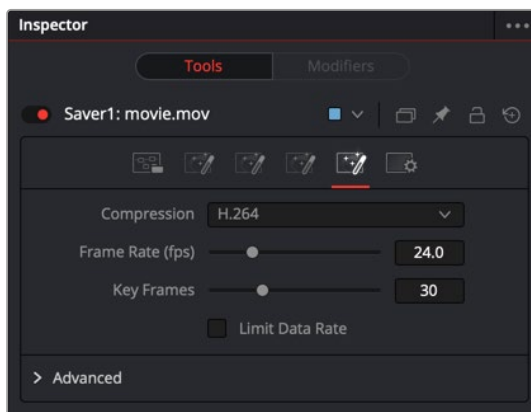 Inspector
Tools Modifiers
Saver1: movie.mov
Compression H.264
Frame Rate (fps) 24.0
Key Frames 30
Limit Data Rate
Advanced